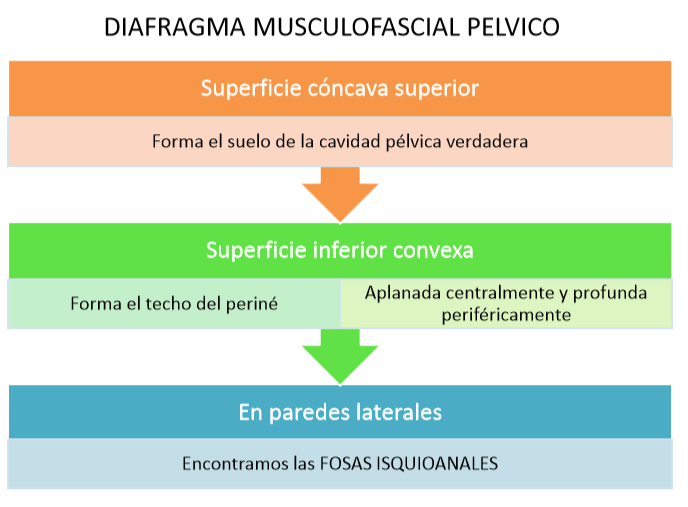 DIAFRAGMA MUSCULOFASCIAL PELVICO
Superficie cóncava superior
Forma el suelo de la cavidad pélvica verdadera
Superficie inferior convexa
Forma el techo del periné
Aplanada centralmente y profunda
periféricamente
En paredes laterales
Encontramos las FOSAS ISQUIOANALES